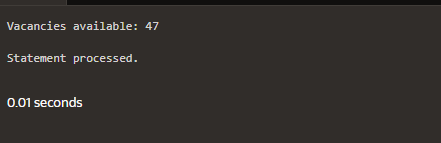 Vacancies available: 47
Statement processed.
0.01 seconds